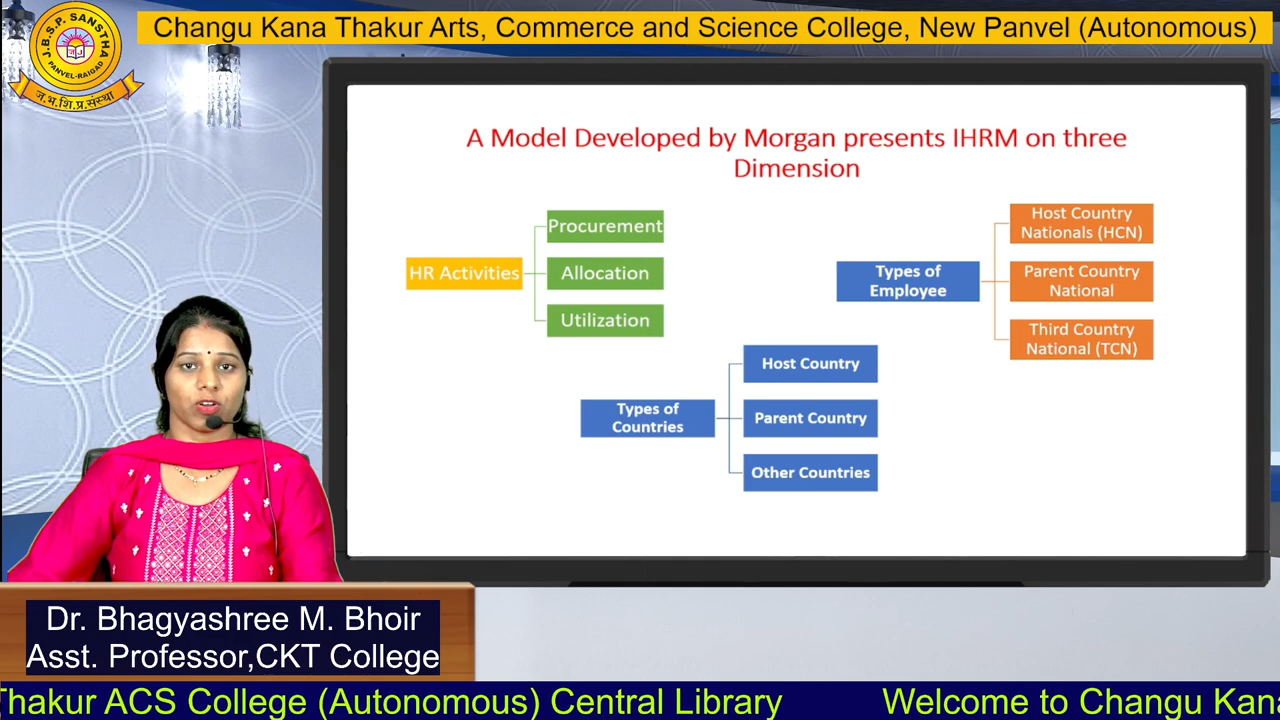 Changu Kana Thakur Arts, Commerce and Science College, New Panvel (Autonomous)
J.B.S.P. SANSTHA
PANVEL-RAIGAD
ज.भ.शि.प्र.संस्था
A Model Developed by Morgan presents IHRM on three
Dimension
HR Activities
Procurement
Allocation
Utilization
Types of
Employee
Host Country
Nationals (HCN)
Parent Country
National
Third Country
National (TCN)
Types of
Countries
Host Country
Parent Country
Other Countries
Dr. Bhagyashree M. Bhoir
Asst. Professor,CKT College
Thakur ACS College (Autonomous) Central Library
Welcome to Changu Kana